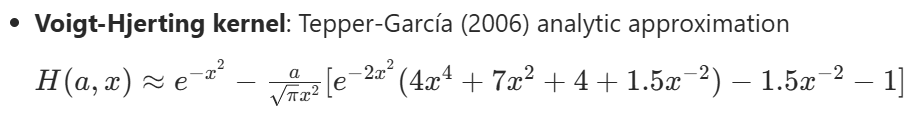 • Voigt-Hjerting kernel: Tepper-García (2006) analytic approximation
H(a, x) ≈ e^{-x^2} − \frac{a}{\sqrt{\pi}x^2}[e^{-2x^2}(4x^4 + 7x^2 + 4 + 1.5x^{-2}) − 1.5x^{-2} − 1]